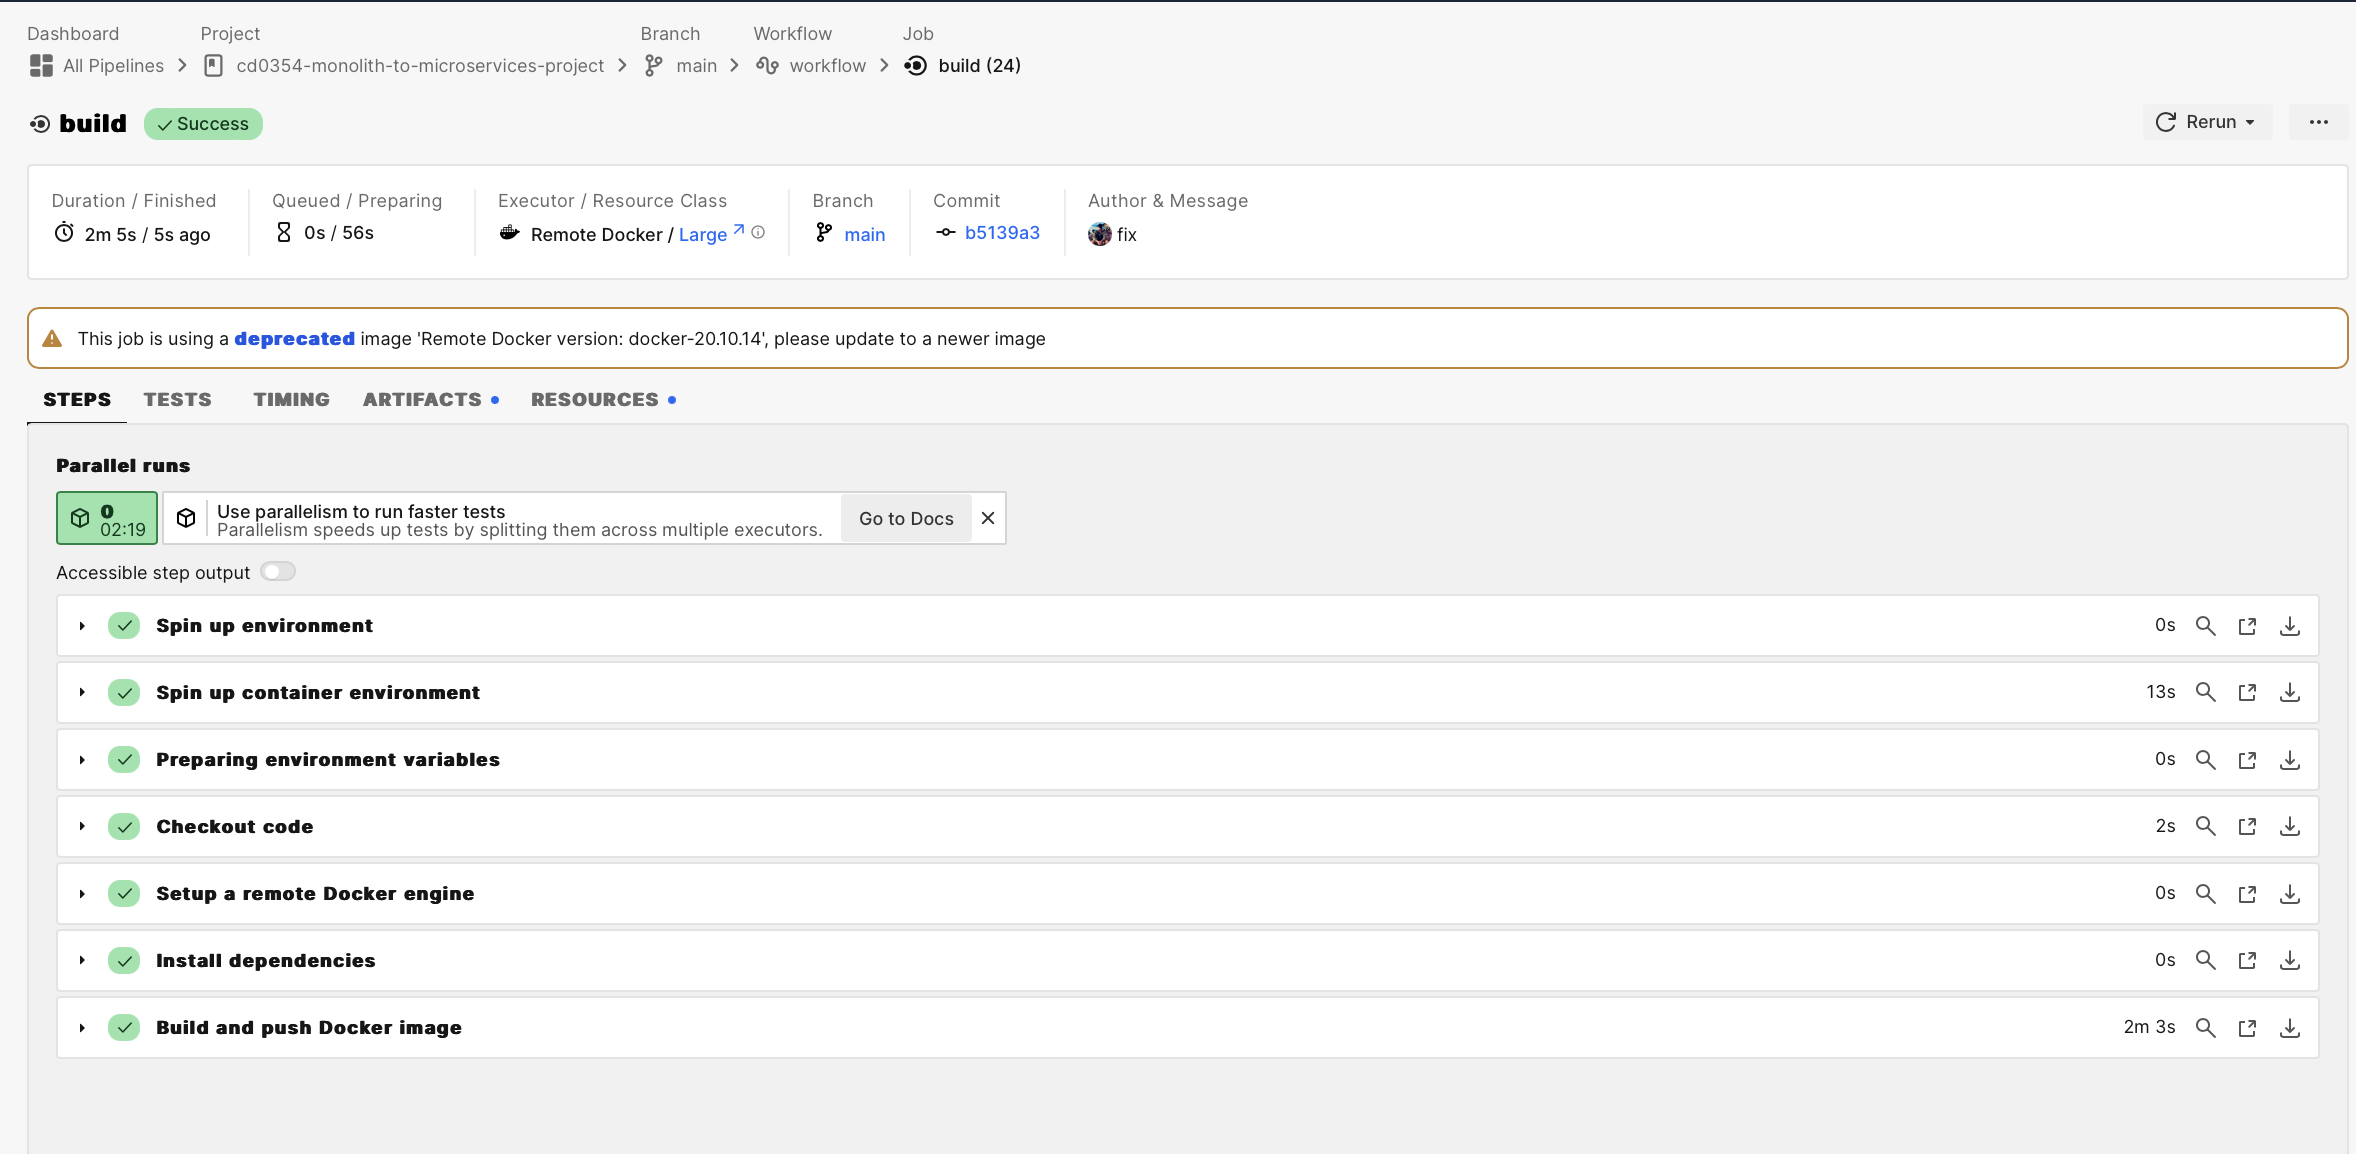 Dashboard Project Branch Workflow Job
All Pipelines cd0354-monolith-to-microservices-project main workflow build (24)
build Success Rerun
Duration / Finished Queued / Preparing Executor / Resource Class Branch Commit Author & Message
2m 5s / 5s ago 0s / 56s Remote Docker / Large main b5139a3 fix
This job is using a deprecated image 'Remote Docker version: docker-20.10.14', please update to a newer image
STEPS TESTS TIMING ARTIFACTS RESOURCES
Parallel runs
0
02:19
Use parallelism to run faster tests
Parallelism speeds up tests by splitting them across multiple executors.
Go to Docs
Accessible step output
Spin up environment 0s
Spin up container environment 13s
Preparing environment variables 0s
Checkout code 2s
Setup a remote Docker engine 0s
Install dependencies 0s
Build and push Docker image 2m 3s